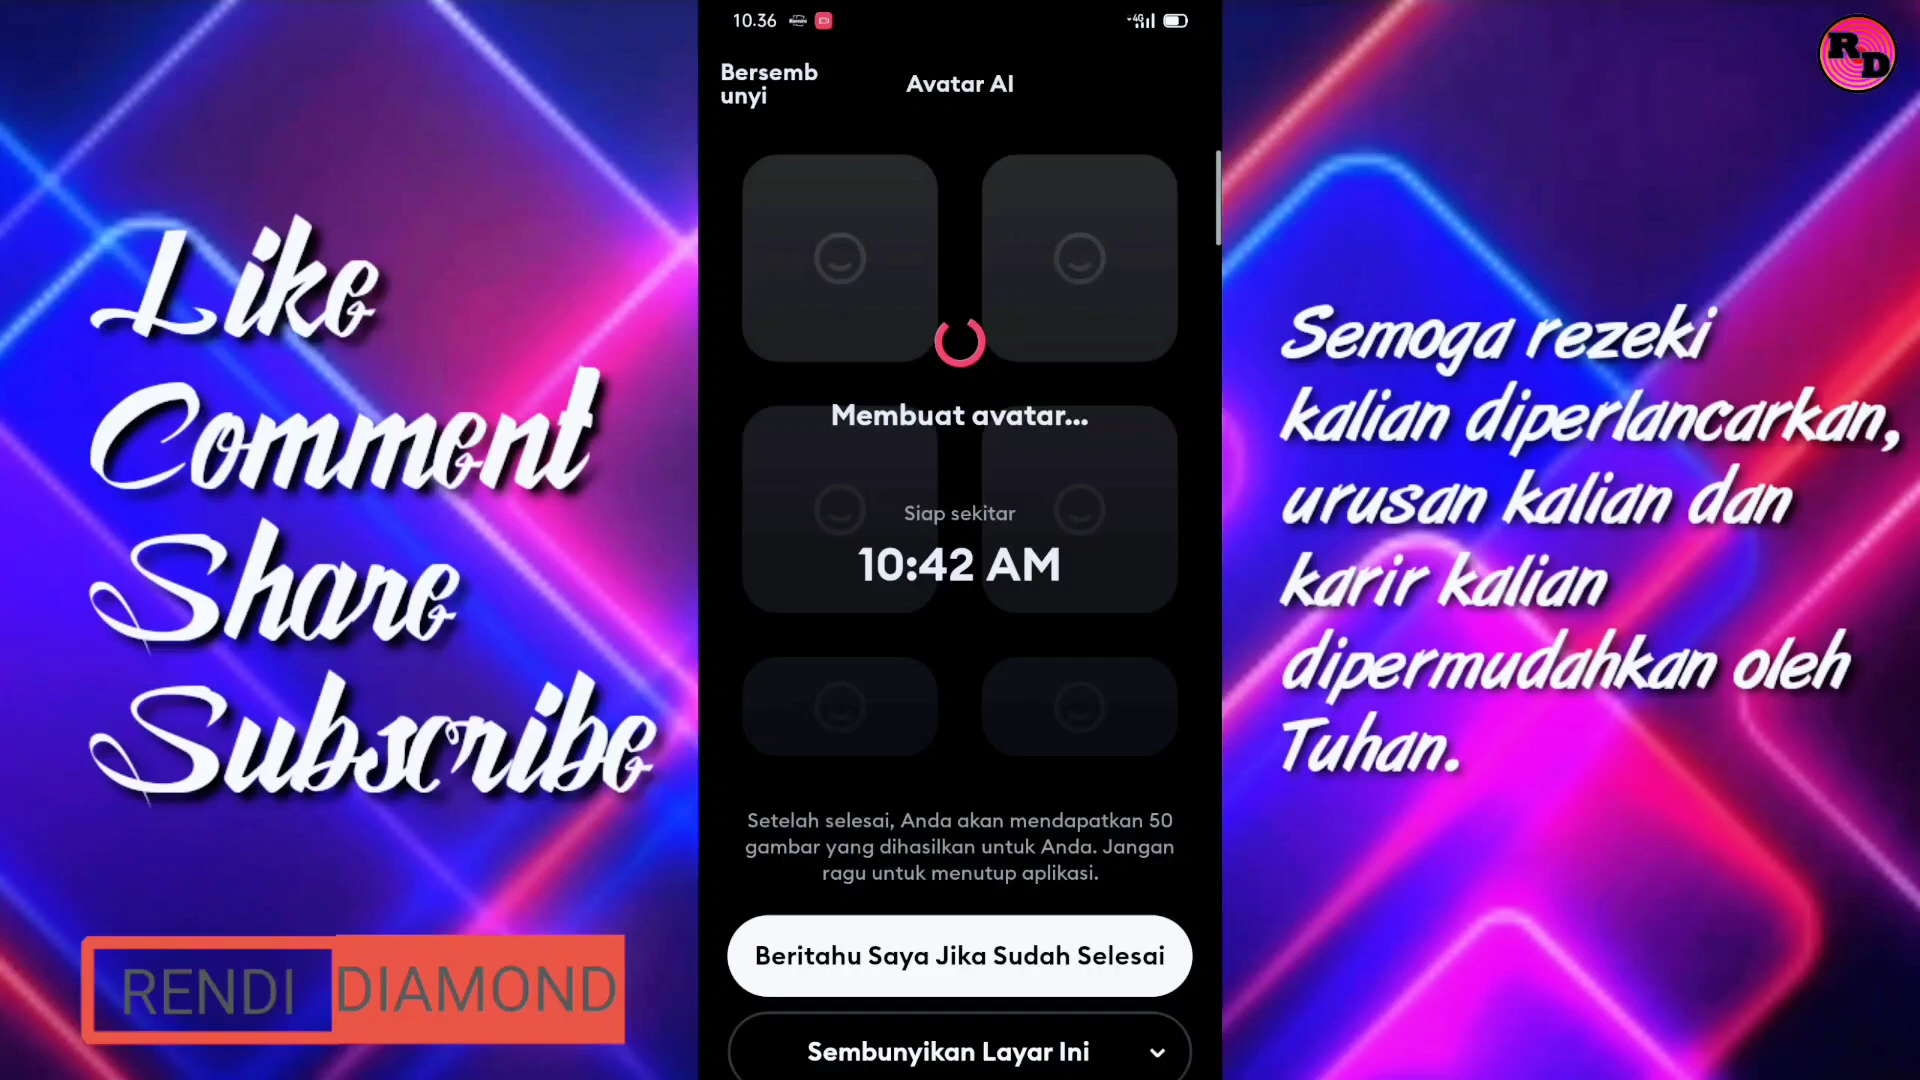 Like
Comment
Share
Subscribe
RENDI DIAMOND
10.36
4G
Bersemb
unyi
Avatar AI
Membuat avatar...
Siap sekitar
10:42 AM
Setelah selesai, Anda akan mendapatkan 50
gambar yang dihasilkan untuk Anda. Jangan
ragu untuk menutup aplikasi.
Beritahu Saya Jika Sudah Selesai
Sembunyikan Layar Ini
RD
Semoga rezeki
kalian diperlancarkan,
urusan kalian dan
karir kalian
dipermudahkan oleh
Tuhan.